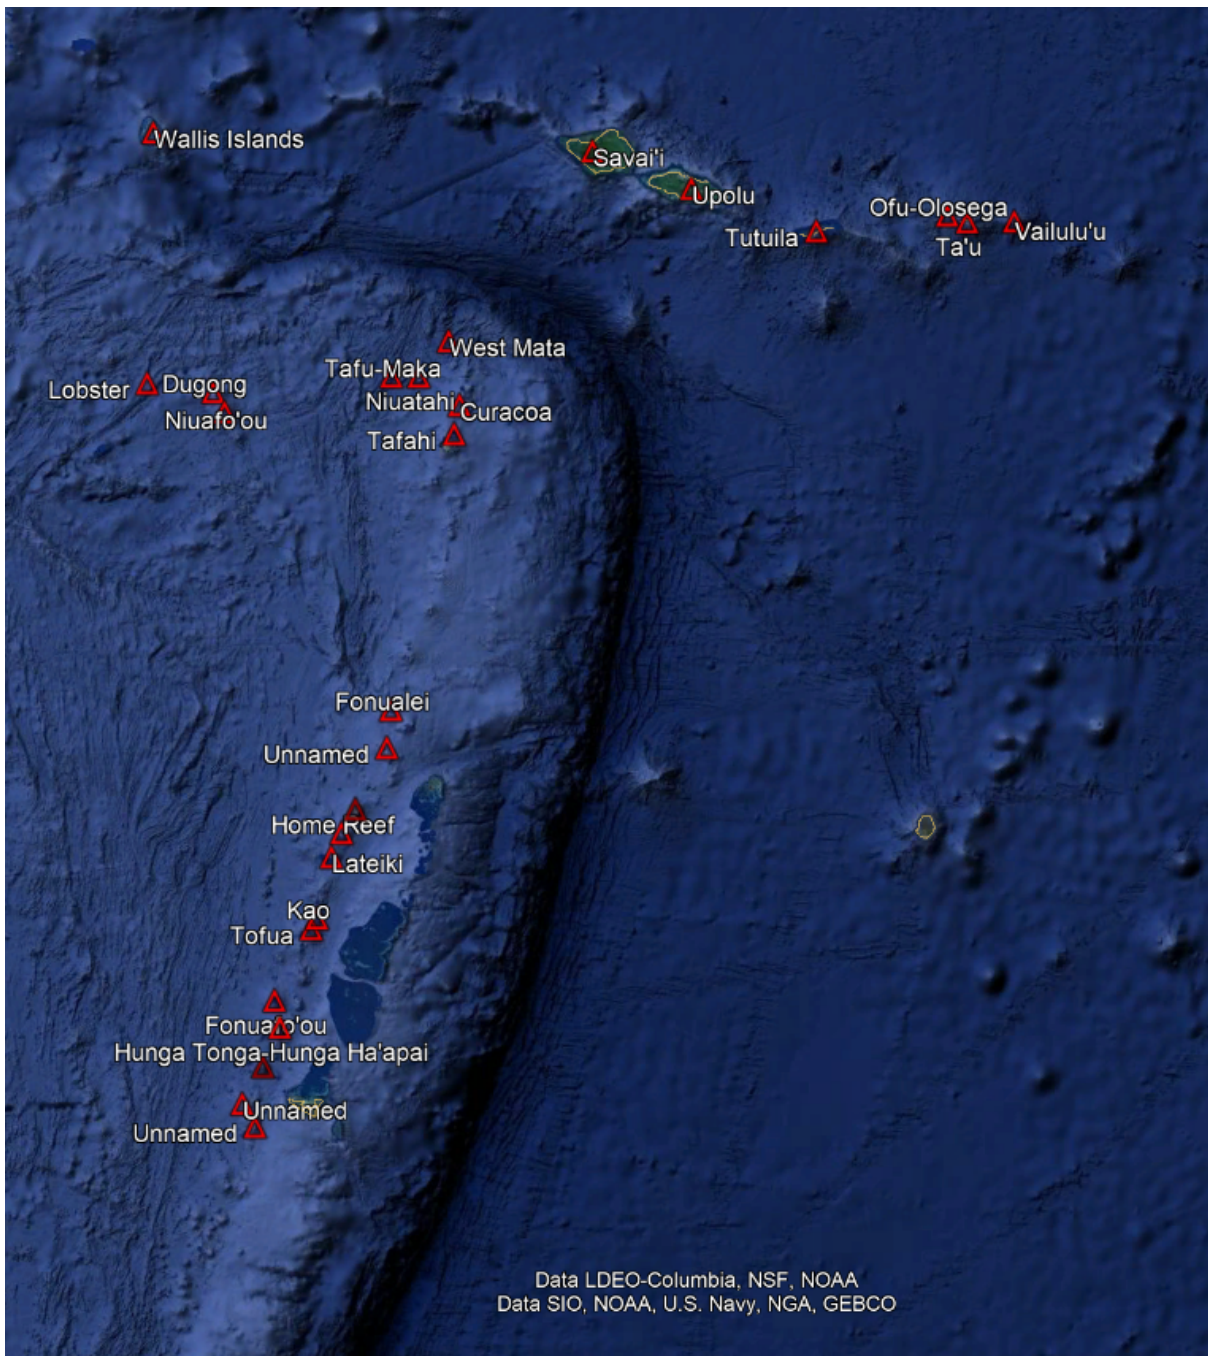 Wallis Islands
Savai'i
Upolu
Ofu-Olosega
Vailulu'u
Tutuila
Ta'u
West Mata
Tafu-Maka
Lobster
Dugong
Niuatahi
Curacoa
Niuafo'ou
Tafahi
Fonualei
Unnamed
Home Reef
Lateiki
Kao
Tofua
Fonuafo'ou
Hunga Tonga-Hunga Ha'apai
Unnamed
Unnamed
Data LDEO-Columbia, NSF, NOAA
Data SIO, NOAA, U.S. Navy, NGA, GEBCO